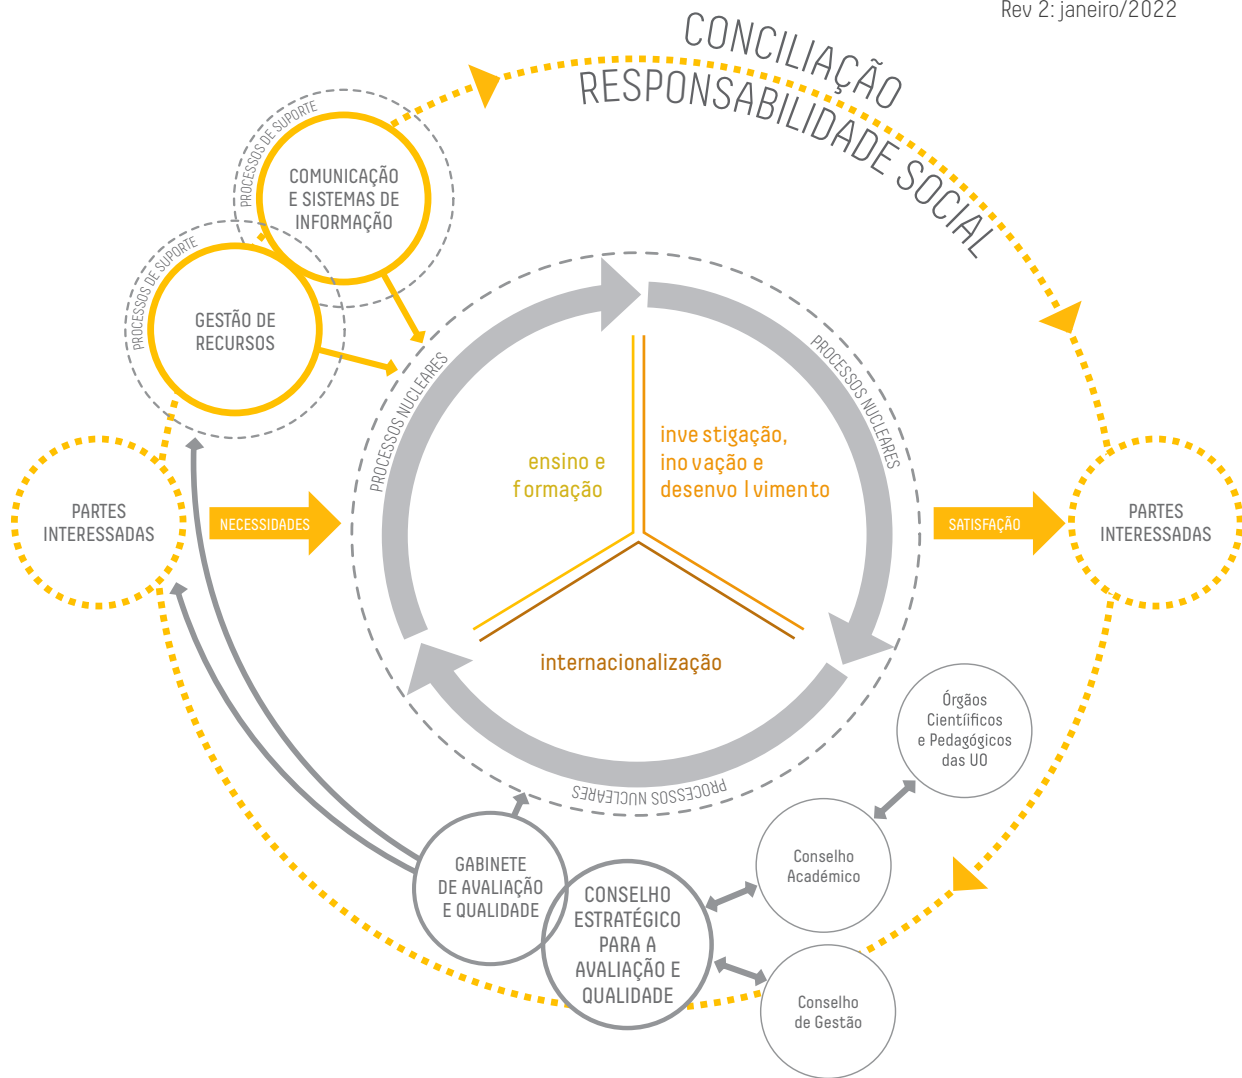 Rev 2: janeiro/2022
CONCILIAÇÃO
RESPONSABILIDADE SOCIAL
PROCESSOS DE SUPORTE
COMUNICAÇÃO
E SISTEMAS DE
INFORMAÇÃO
PROCESSOS DE SUPORTE
GESTÃO DE
RECURSOS
PROCESSOS NUCLEARES
PROCESSOS NUCLEARES
ensino e
formação
inve stigação,
ino vação e
desenvo l vimento
PARTES
INTERESSADAS
NECESSIDADES
SATISFAÇÃO
PARTES
INTERESSADAS
internacionalização
PROCESSOS NUCLEARES
Órgãos
Científicos
e Pedagógicos
das UO
GABINETE
DE AVALIAÇÃO
E QUALIDADE
CONSELHO
ESTRATÉGICO
PARA A
AVALIAÇÃO E
QUALIDADE
Conselho
Académico
Conselho
de Gestão